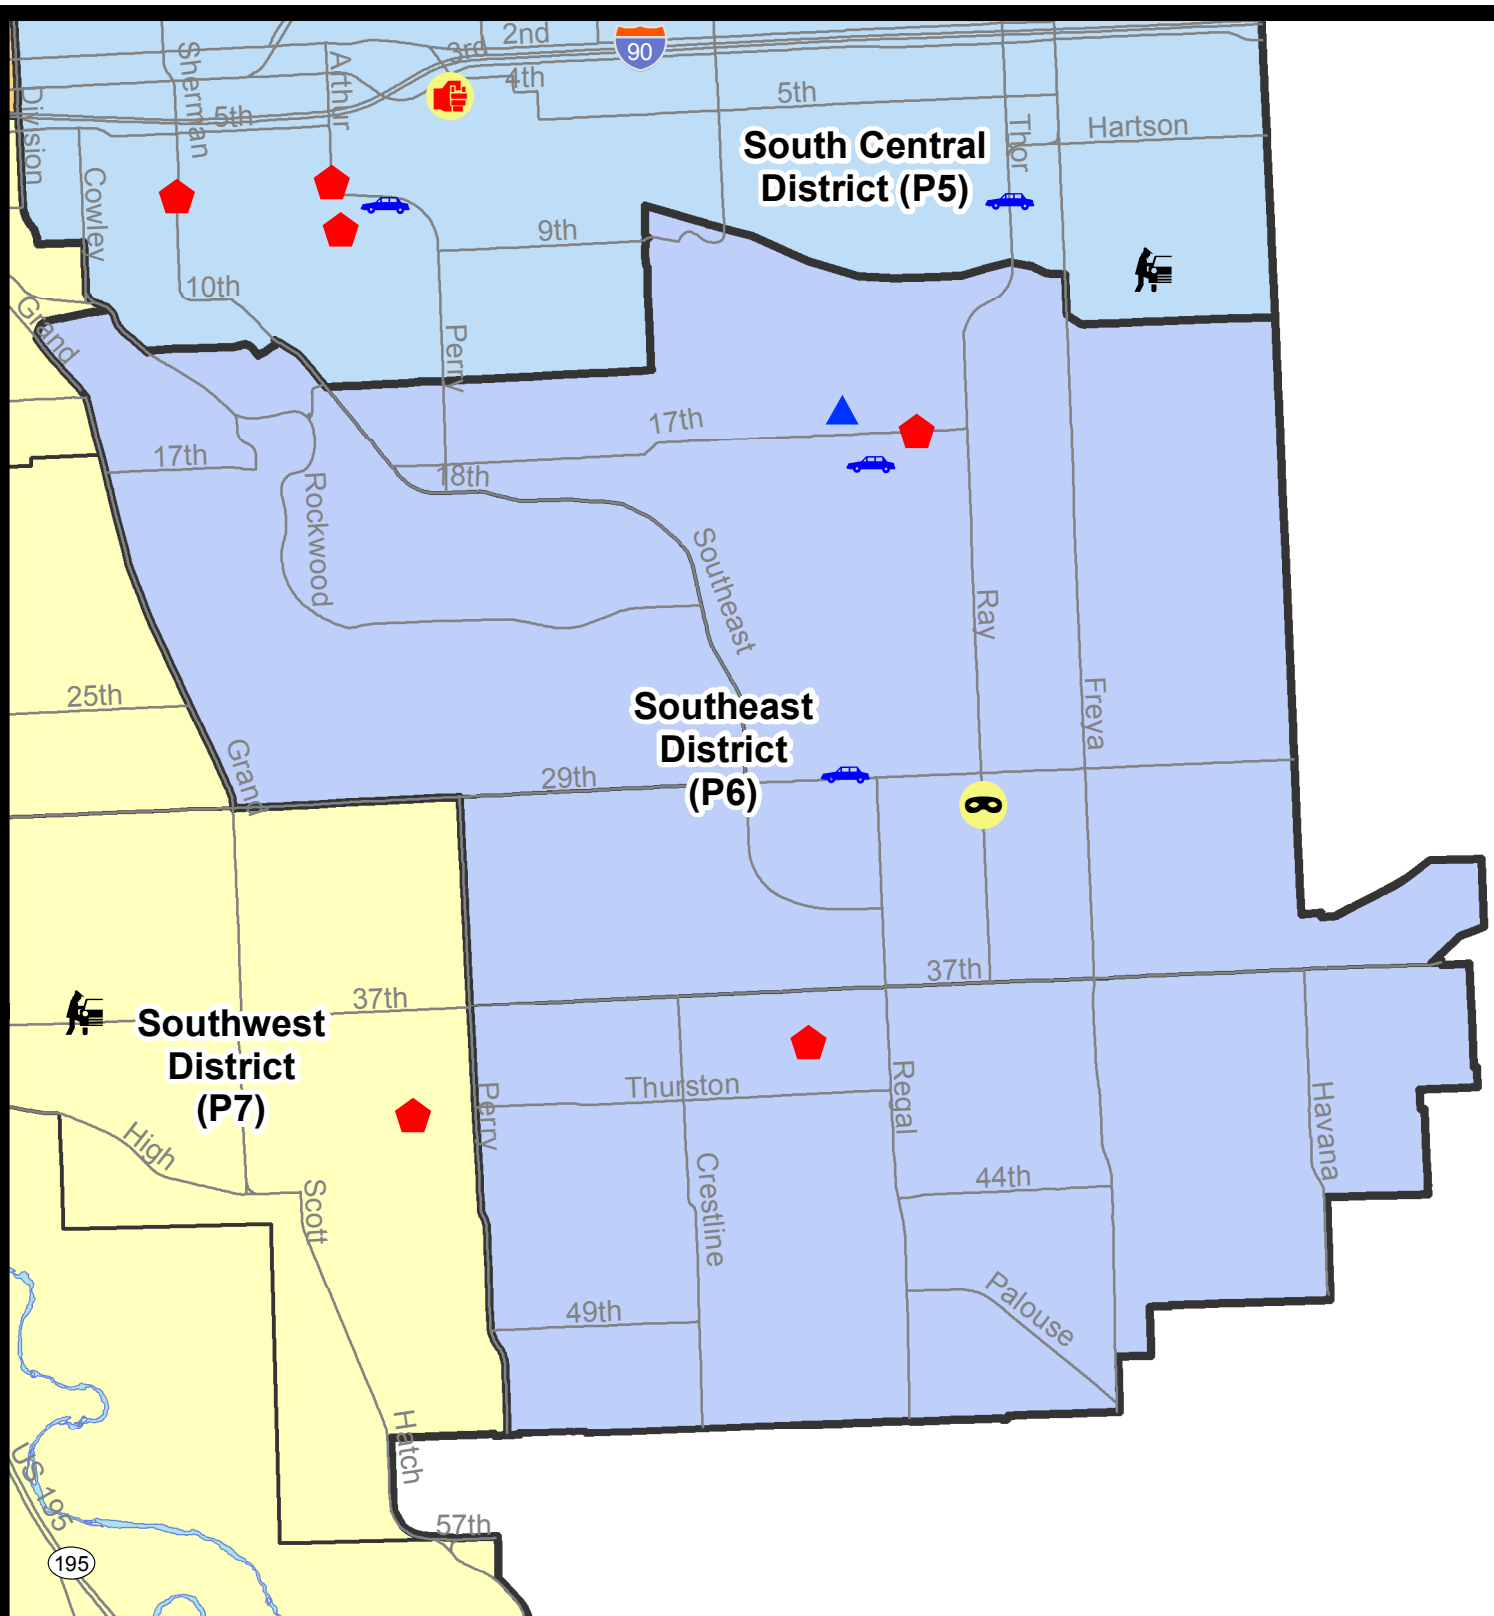 2nd
90
3rd
4th
Sherman
Arthur
5th
5th
Division
Thor
Hartson
South Central
District (P5)
Cowley
9th
10th
Grand
Perry
17th
17th
18th
Rockwood
Southeast
Ray
25th
Freya
Southeast
District
(P6)
Grand
29th
37th
37th
Southwest
District
(P7)
Thurston
Perry
Regal
Havana
High
Crestline
44th
Scott
49th
Palouse
Hatch
US 195
57th
195